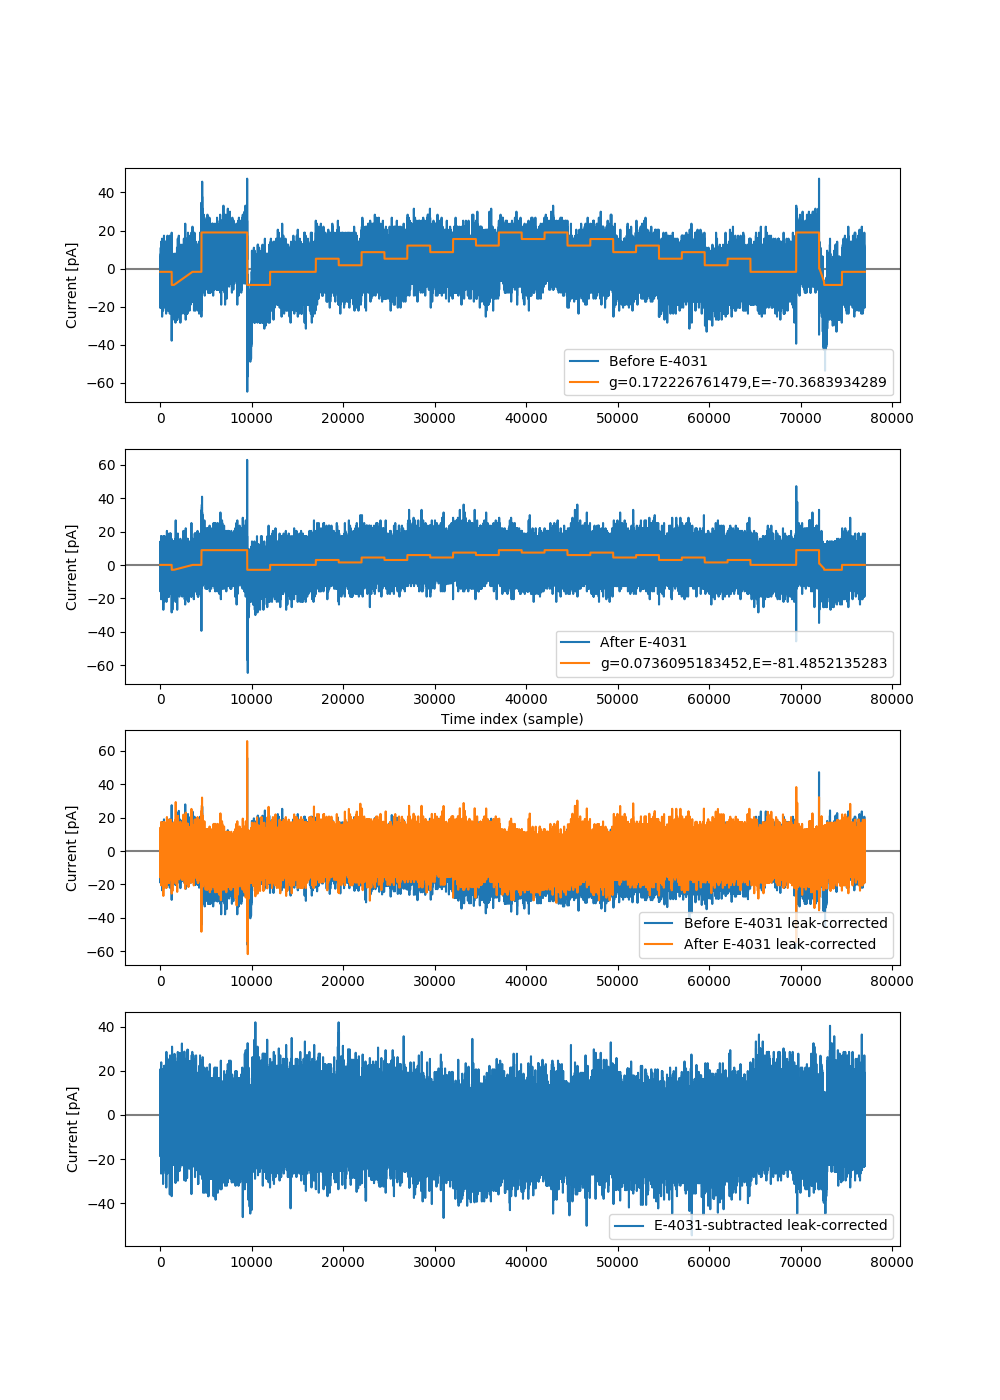 40
20
0
−20
−40
−60
Current [pA]
Before E-4031
g=0.172226761479,E=-70.3683934289
0 10000 20000 30000 40000 50000 60000 70000 80000
60
40
20
0
−20
−40
−60
Current [pA]
After E-4031
g=0.0736095183452,E=-81.4852135283
0 10000 20000 30000 40000 50000 60000 70000 80000
Time index (sample)
60
40
20
0
−20
−40
−60
Current [pA]
Before E-4031 leak-corrected
After E-4031 leak-corrected
0 10000 20000 30000 40000 50000 60000 70000 80000
40
20
0
−20
−40
Current [pA]
E-4031-subtracted leak-corrected
0 10000 20000 30000 40000 50000 60000 70000 80000